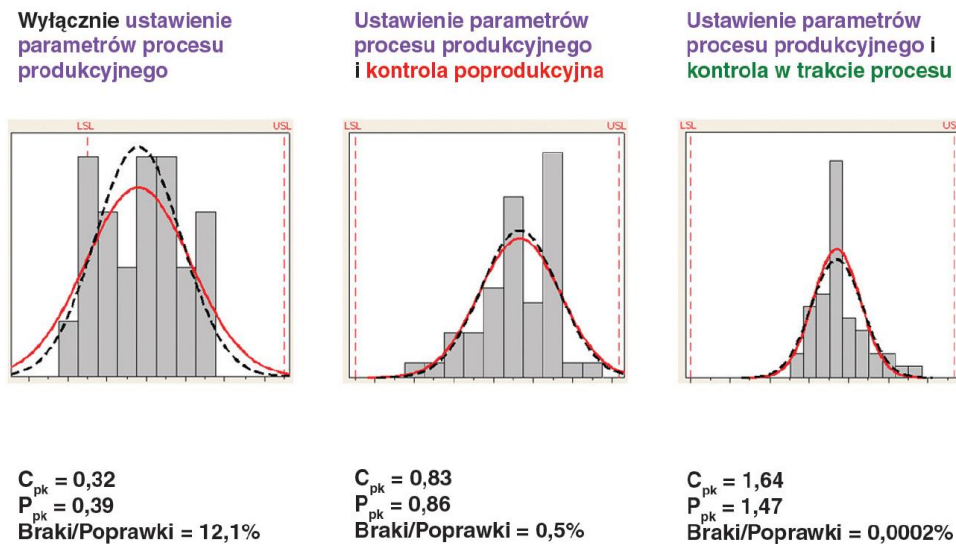 Wyłącznie ustawienie
parametrów procesu
produkcyjnego
Ustawienie parametrów
procesu produkcyjnego
i kontrola poprodukcyjna
Ustawienie parametrów
procesu produkcyjnego i
kontrola w trakcie procesu
LSL
USL
LSL
USL
LSL
USL
Cpk = 0,32
Ppk = 0,39
Braki/Poprawki = 12,1%
Cpk = 0,83
Ppk = 0,86
Braki/Poprawki = 0,5%
Cpk = 1,64
Ppk = 1,47
Braki/Poprawki = 0,0002%